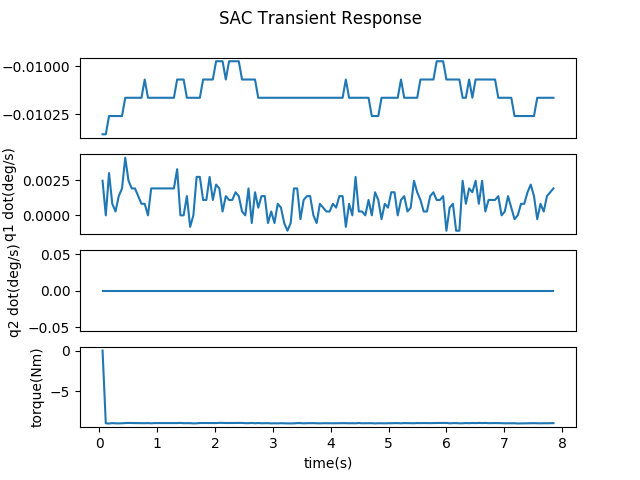 SAC Transient Response
−0.01000
−0.01025
q1 dot(deg/s)
0.0025
0.0000
q2 dot(deg/s)
0.05
0.00
−0.05
torque(Nm)
0
−5
0 1 2 3 4 5 6 7 8
time(s)